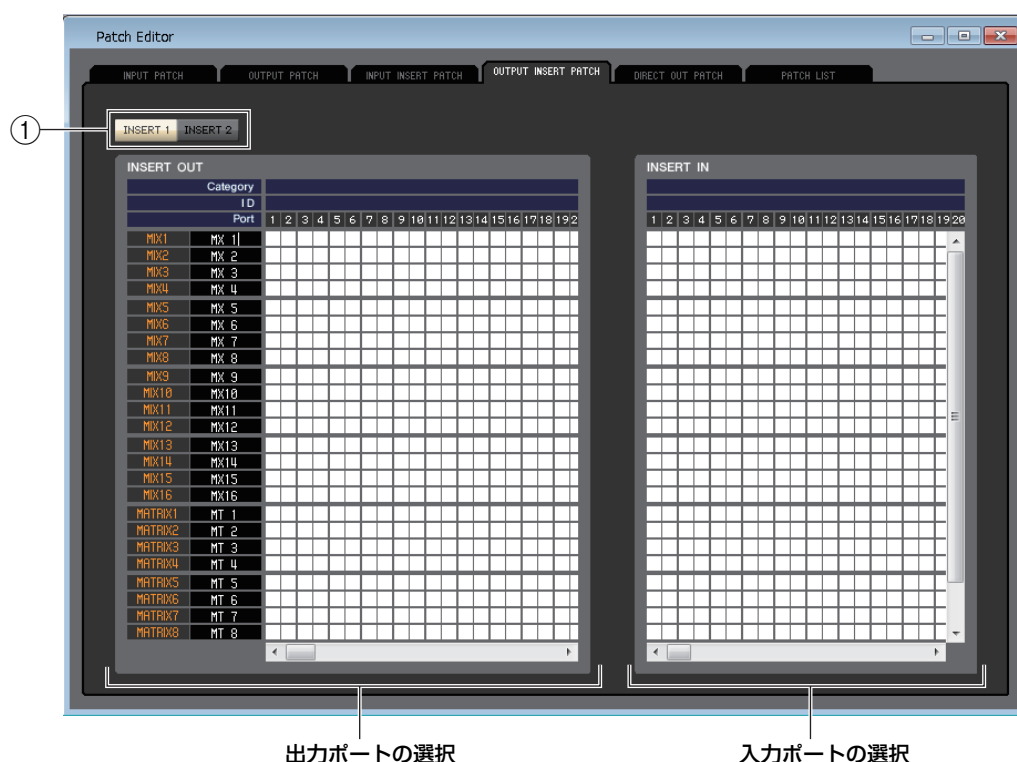 Patch Editor
INPUT PATCH OUTPUT PATCH INPUT INSERT PATCH OUTPUT INSERT PATCH DIRECT OUT PATCH PATCH LIST
①
INSERT 1 INSERT 2
INSERT OUT INSERT IN
Category
ID
Port 1 2 3 4 5 6 7 8 9 10 11 12 13 14 15 16 17 18 19 2 1 2 3 4 5 6 7 8 9 10 11 12 13 14 15 16 17 18 19 20
MIX1 MX 1
MIX2 MX 2
MIX3 MX 3
MIX4 MX 4
MIX5 MX 5
MIX6 MX 6
MIX7 MX 7
MIX8 MX 8
MIX9 MX 9
MIX10 MX10
MIX11 MX11
MIX12 MX12
MIX13 MX13
MIX14 MX14
MIX15 MX15
MIX16 MX16
MATRIX1 MT 1
MATRIX2 MT 2
MATRIX3 MT 3
MATRIX4 MT 4
MATRIX5 MT 5
MATRIX6 MT 6
MATRIX7 MT 7
MATRIX8 MT 8
出力ポートの選択 入力ポートの選択